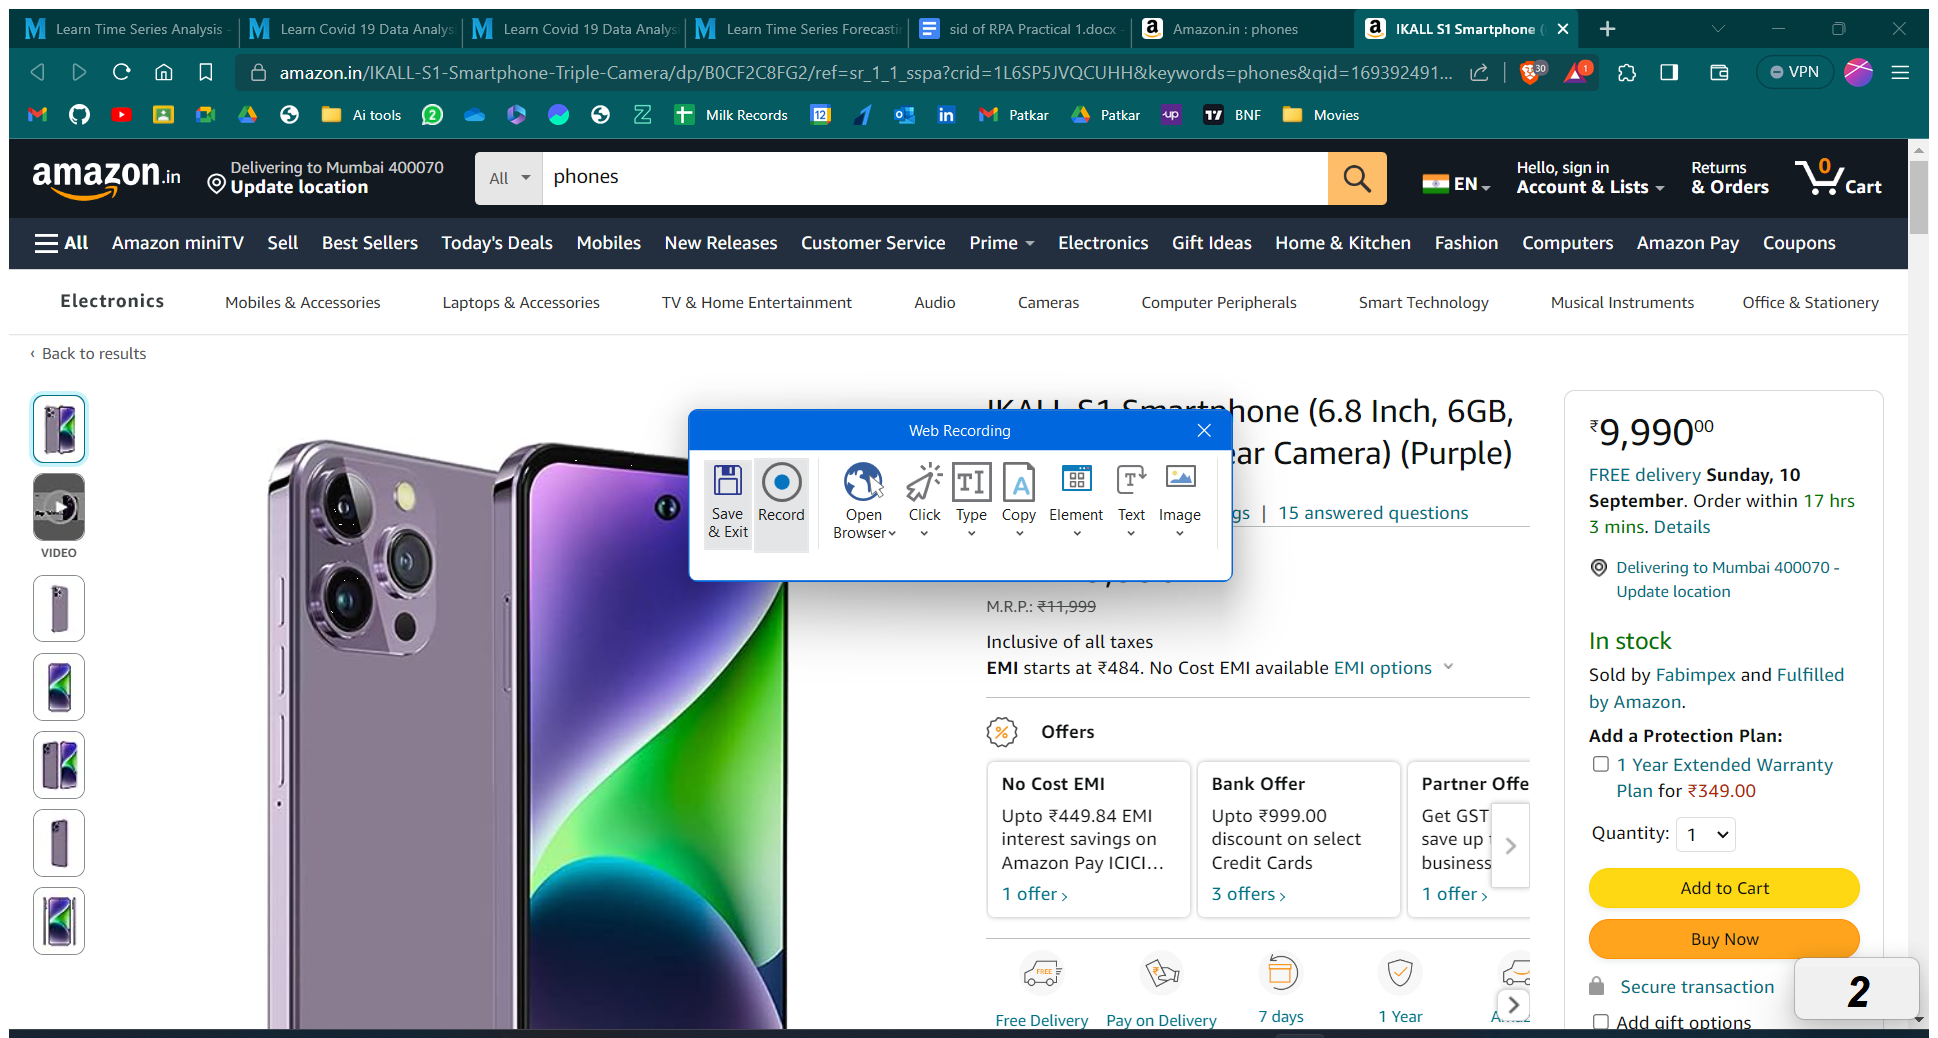 Learn Time Series Analysis -
Learn Covid 19 Data Analys
Learn Covid 19 Data Analys
Learn Time Series Forecasti
sid of RPA Practical 1.docx -
Amazon.in : phones
IKALL S1 Smartphone (
amazon.in/IKALL-S1-Smartphone-Triple-Camera/dp/B0CF2C8FG2/ref=sr_1_1_sspa?crid=1L6SP5JVQCUHH&keywords=phones&qid=169392491...
30
1
VPN
Ai tools
2
Milk Records
12
Patkar
Patkar
up
BNF
Movies
amazon.in
Delivering to Mumbai 400070
Update location
All
phones
EN
Hello, sign in
Account & Lists
Returns
& Orders
0
Cart
All
Amazon miniTV
Sell
Best Sellers
Today's Deals
Mobiles
New Releases
Customer Service
Prime
Electronics
Gift Ideas
Home & Kitchen
Fashion
Computers
Amazon Pay
Coupons
Electronics
Mobiles & Accessories
Laptops & Accessories
TV & Home Entertainment
Audio
Cameras
Computer Peripherals
Smart Technology
Musical Instruments
Office & Stationery
‹ Back to results
VIDEO
IKALL S1 Smartphone (6.8 Inch, 6GB,
ear Camera) (Purple)
gs | 15 answered questions
Web Recording
Save
& Exit
Record
Open
Browser
Click
Type
Copy
Element
Text
Image
M.R.P.: ₹11,999
Inclusive of all taxes
EMI starts at ₹484. No Cost EMI available EMI options
Offers
No Cost EMI
Upto ₹449.84 EMI
interest savings on
Amazon Pay ICICI…
1 offer ›
Bank Offer
Upto ₹999.00
discount on select
Credit Cards
3 offers ›
Partner Offe
Get GST
save up
business
1 offer ›
FREE
Free Delivery
Pay on Delivery
7 days
1 Year
₹9,99000
FREE delivery Sunday, 10
September. Order within 17 hrs
3 mins. Details
Delivering to Mumbai 400070 -
Update location
In stock
Sold by Fabimpex and Fulfilled
by Amazon.
Add a Protection Plan:
1 Year Extended Warranty
Plan for ₹349.00
Quantity: 1
Add to Cart
Buy Now
Secure transaction
Add gift options
2